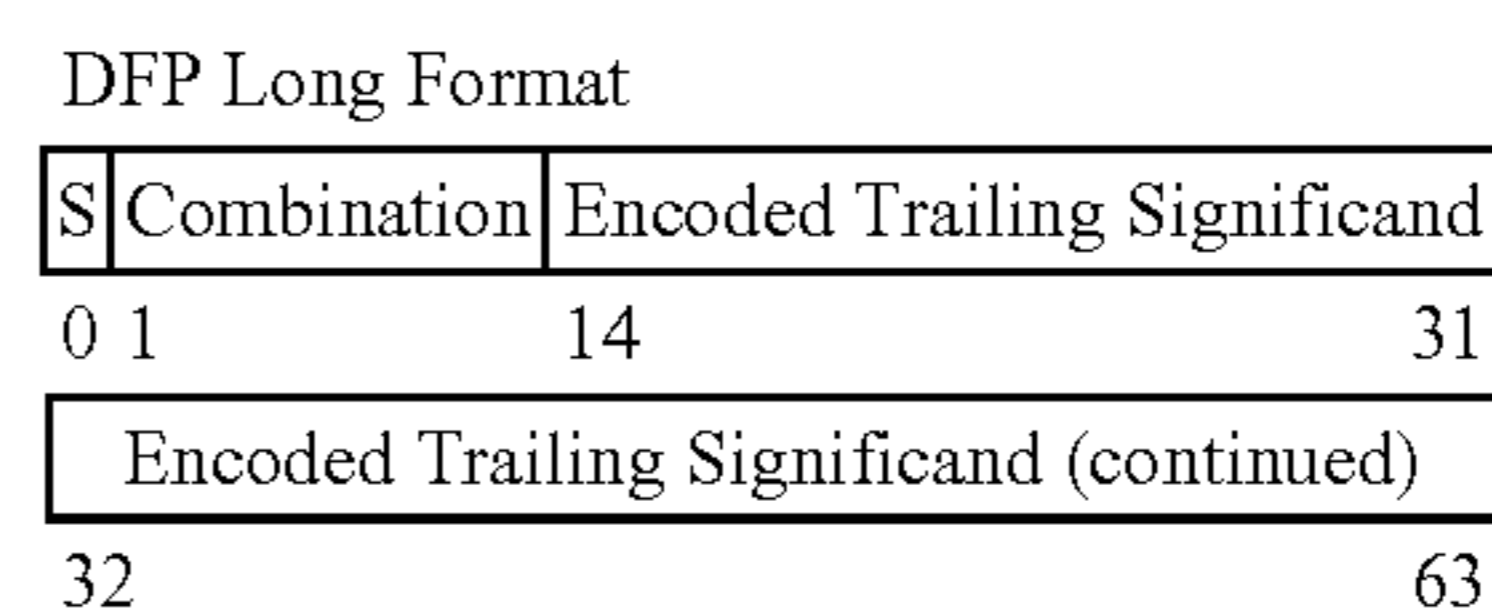 DFP Long Format
S Combination Encoded Trailing Significand
0 1 14 31
Encoded Trailing Significand (continued)
32 63